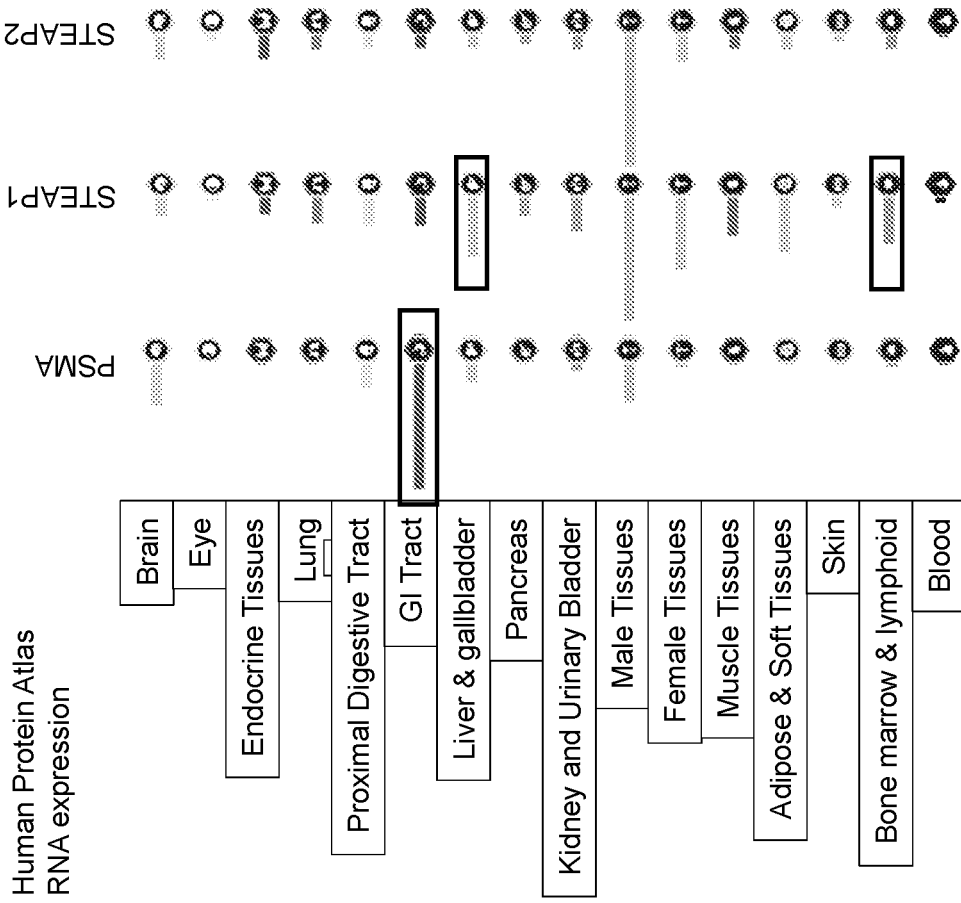 Human Protein Atlas
RNA expression
PSMA
STEAP1
STEAP2
Brain
Eye
Endocrine Tissues
Lung
Proximal Digestive Tract
GI Tract
Liver & gallbladder
Pancreas
Kidney and Urinary Bladder
Male Tissues
Female Tissues
Muscle Tissues
Adipose & Soft Tissues
Skin
Bone marrow & lymphoid
Blood